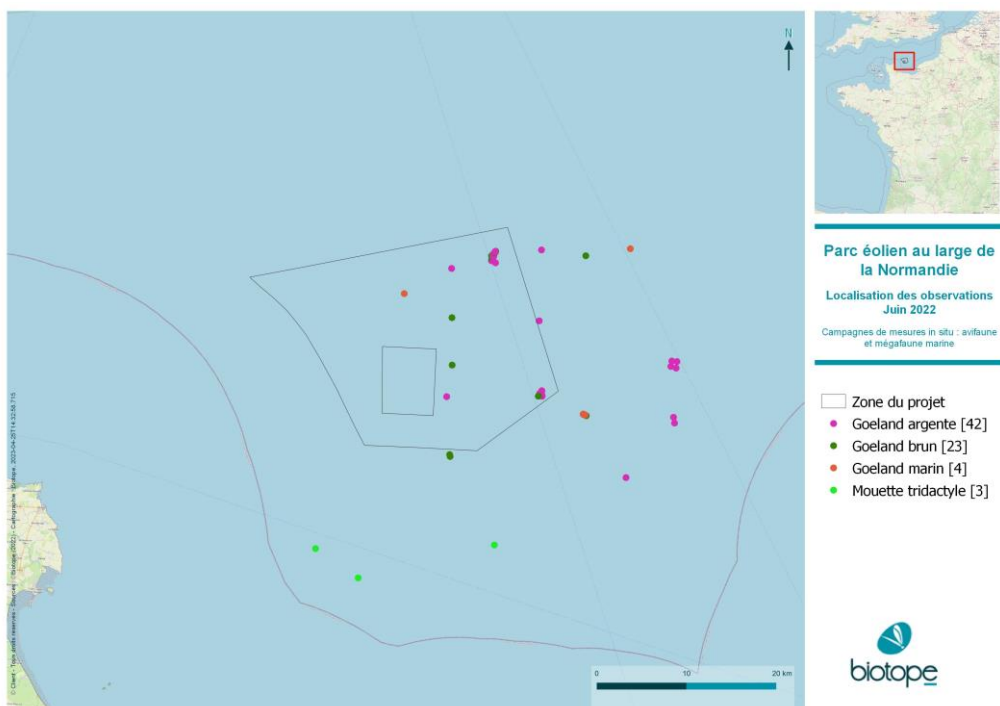 N
Parc éolien au large de
la Normandie
Localisation des observations
Juin 2022
Campagnes de mesures in situ : avifaune
et mégafaune marine
Zone du projet
Goeland argente [42]
Goeland brun [23]
Goeland marin [4]
Mouette tridactyle [3]
0 10 20 km
biotope